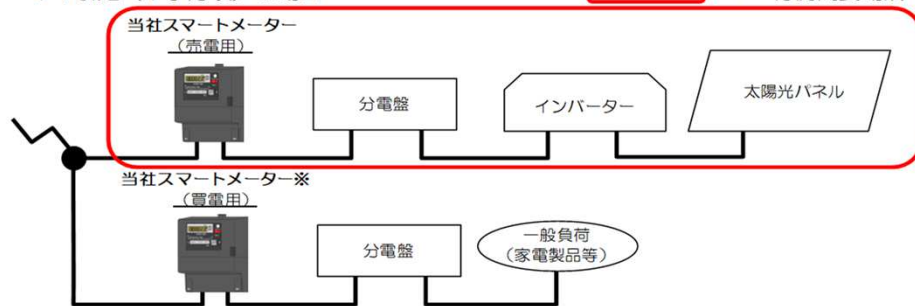 当社スマートメーター
（売電用）
分電盤
インバーター
太陽光パネル
当社スマートメーター※
（買電用）
分電盤
一般負荷
（家電製品等）